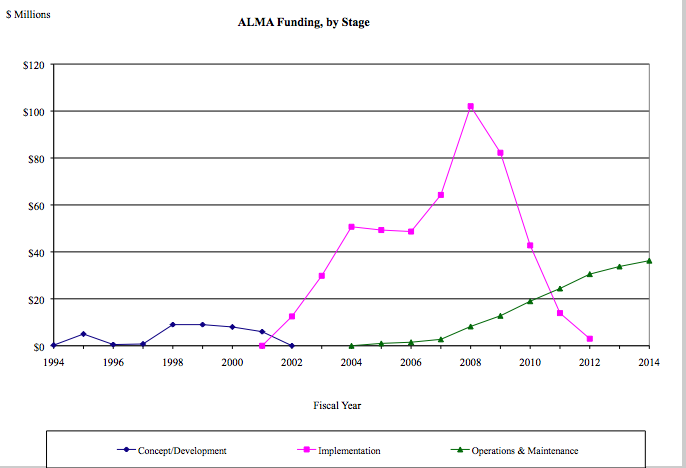 $ Millions
ALMA Funding, by Stage
$120
$100
$80
$60
$40
$20
$0
1994 1996 1998 2000 2002 2004 2006 2008 2010 2012 2014
Fiscal Year
Concept/Development Implementation Operations & Maintenance